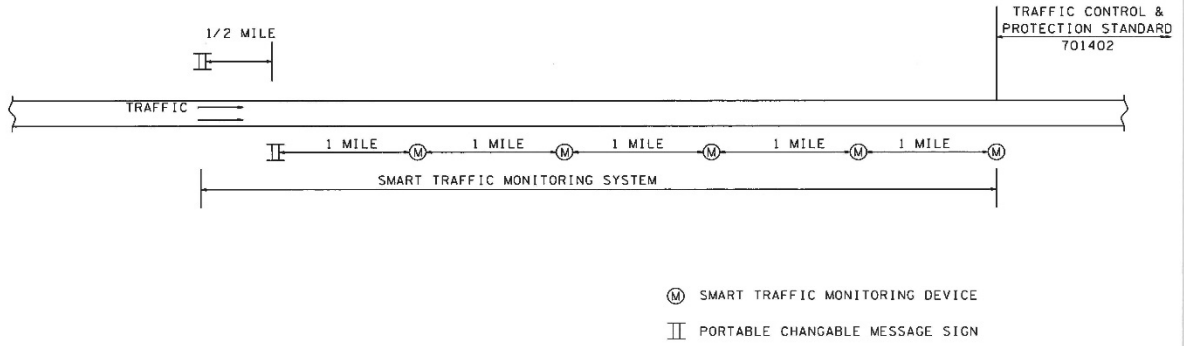 TRAFFIC CONTROL &
PROTECTION STANDARD
701402
1/2 MILE
TRAFFIC
1 MILE
1 MILE
1 MILE
1 MILE
1 MILE
M
M
M
M
M
SMART TRAFFIC MONITORING SYSTEM
M SMART TRAFFIC MONITORING DEVICE
PORTABLE CHANGABLE MESSAGE SIGN